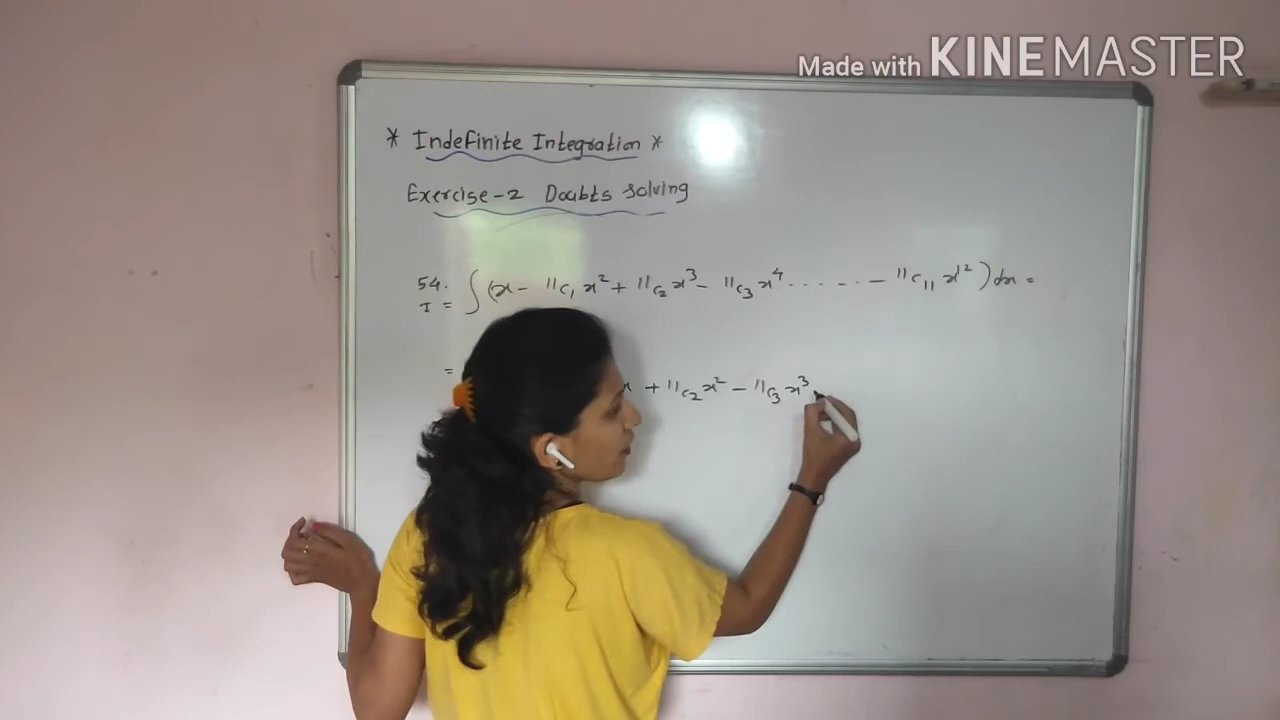 Made with KINEMASTER
* Indefinite Integration *
Exercise-2 Doubts solving
54. I = ∫(x - ¹¹C₁ x² + ¹¹C₂ x³ - ¹¹C₃ x⁴ ...... - ¹¹C₁₁ x¹²) dx =
= x + ¹¹C₂ x² - ¹¹C₃ x³